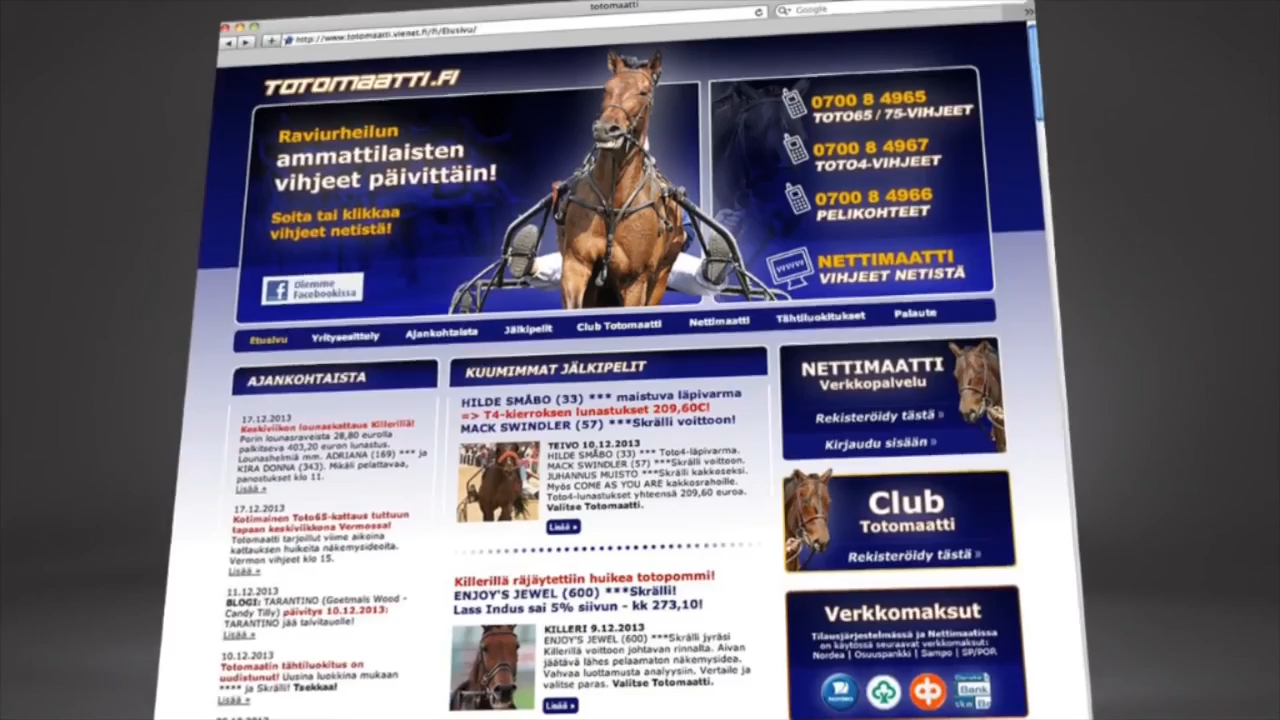 totomaatti
http://www.totomaatti.vienet.fi/fi/Etusivu/
Google
TOTOMAATTI.FI
Raviurheilun
ammattilaisten
vihjeet päivittäin!
Soita tai klikkaa
vihjeet netistä!
Olemme
Facebookissa
0700 8 4965
TOTO65 / 75-VIHJEET
0700 8 4967
TOTO4-VIHJEET
0700 8 4966
PELIKOHTEET
NETTIMAATTI
VIHJEET NETISTÄ
Etusivu Yritysesittely Ajankohtaista Jälkipelit Club Totomaatti Nettimaatti Tähtiluokitukset Palaute
AJANKOHTAISTA
17.12.2013
Keskiviikon lounaskattaus Killerillä!
Porin lounasraveista 28,80 eurolla
palkitseva 403,20 euron lunastus.
Lounashelmiä mm. ADRIANA (169) *** ja
KIRA DONNA (343). Mikäli pelattavaa,
panostukset klo 11.
Lisää »
17.12.2013
Kotimainen Toto65-kattaus tuttuun
tapaan keskiviikkona Vermossa!
Totomaatti tarjoillut viime aikoina
kattauksen huikeita näkemysideoita.
Vermon vihjeet klo 15.
Lisää »
11.12.2013
BLOGI: TARANTINO (Goetmals Wood -
Candy Tilly) päivitys 10.12.2013:
TARANTINO jää talvitauolle!
Lisää »
10.12.2013
Totomaatin tähtiluokitus on
uudistunut! Uusina luokkina mukaan
**** ja Skrälli! Tsekkaa!
Lisää »
KUUMIMMAT JÄLKIPELIT
HILDE SMÅBO (33) *** maistuva läpivarma
=> T4-kierroksen lunastukset 209,60€!
MACK SWINDLER (57) ***Skrälli voittoon!
TEIVO 10.12.2013
HILDE SMÅBO (33) *** Toto4-läpivarma.
MACK SWINDLER (57) ***Skrälli voittoon.
JUHANNUS MUISTO ***Skrälli kakkoseksi.
Myös COME AS YOU ARE kakkosrahoille.
Toto4-lunastukset yhteensä 209,60 euroa.
Valitse Totomaatti.
Lisää »
Killerillä räjäytettiin huikea totopommi!
ENJOY'S JEWEL (600) ***Skrälli!
Lass Indus sai 5% siivun - kk 273,10!
KILLERI 9.12.2013
ENJOY'S JEWEL (600) ***Skrälli jyräsi
Killerillä voittoon johtavan rinnalta. Aivan
jäätävä lähes pelaamaton näkemysidea.
Vahvaa luottamusta analyysiin. Vertaile ja
valitse paras. Valitse Totomaatti.
Lisää »
NETTIMAATTI
Verkkopalvelu
Rekisteröidy tästä »
Kirjaudu sisään »
Club
Totomaatti
Rekisteröidy tästä »
Verkkomaksut
Tilausjärjestelmässä ja Nettimaatissa
on käytössä seuraavat verkkomaksut:
Nordea | Osuuspankki | Sampo | SP/POP.